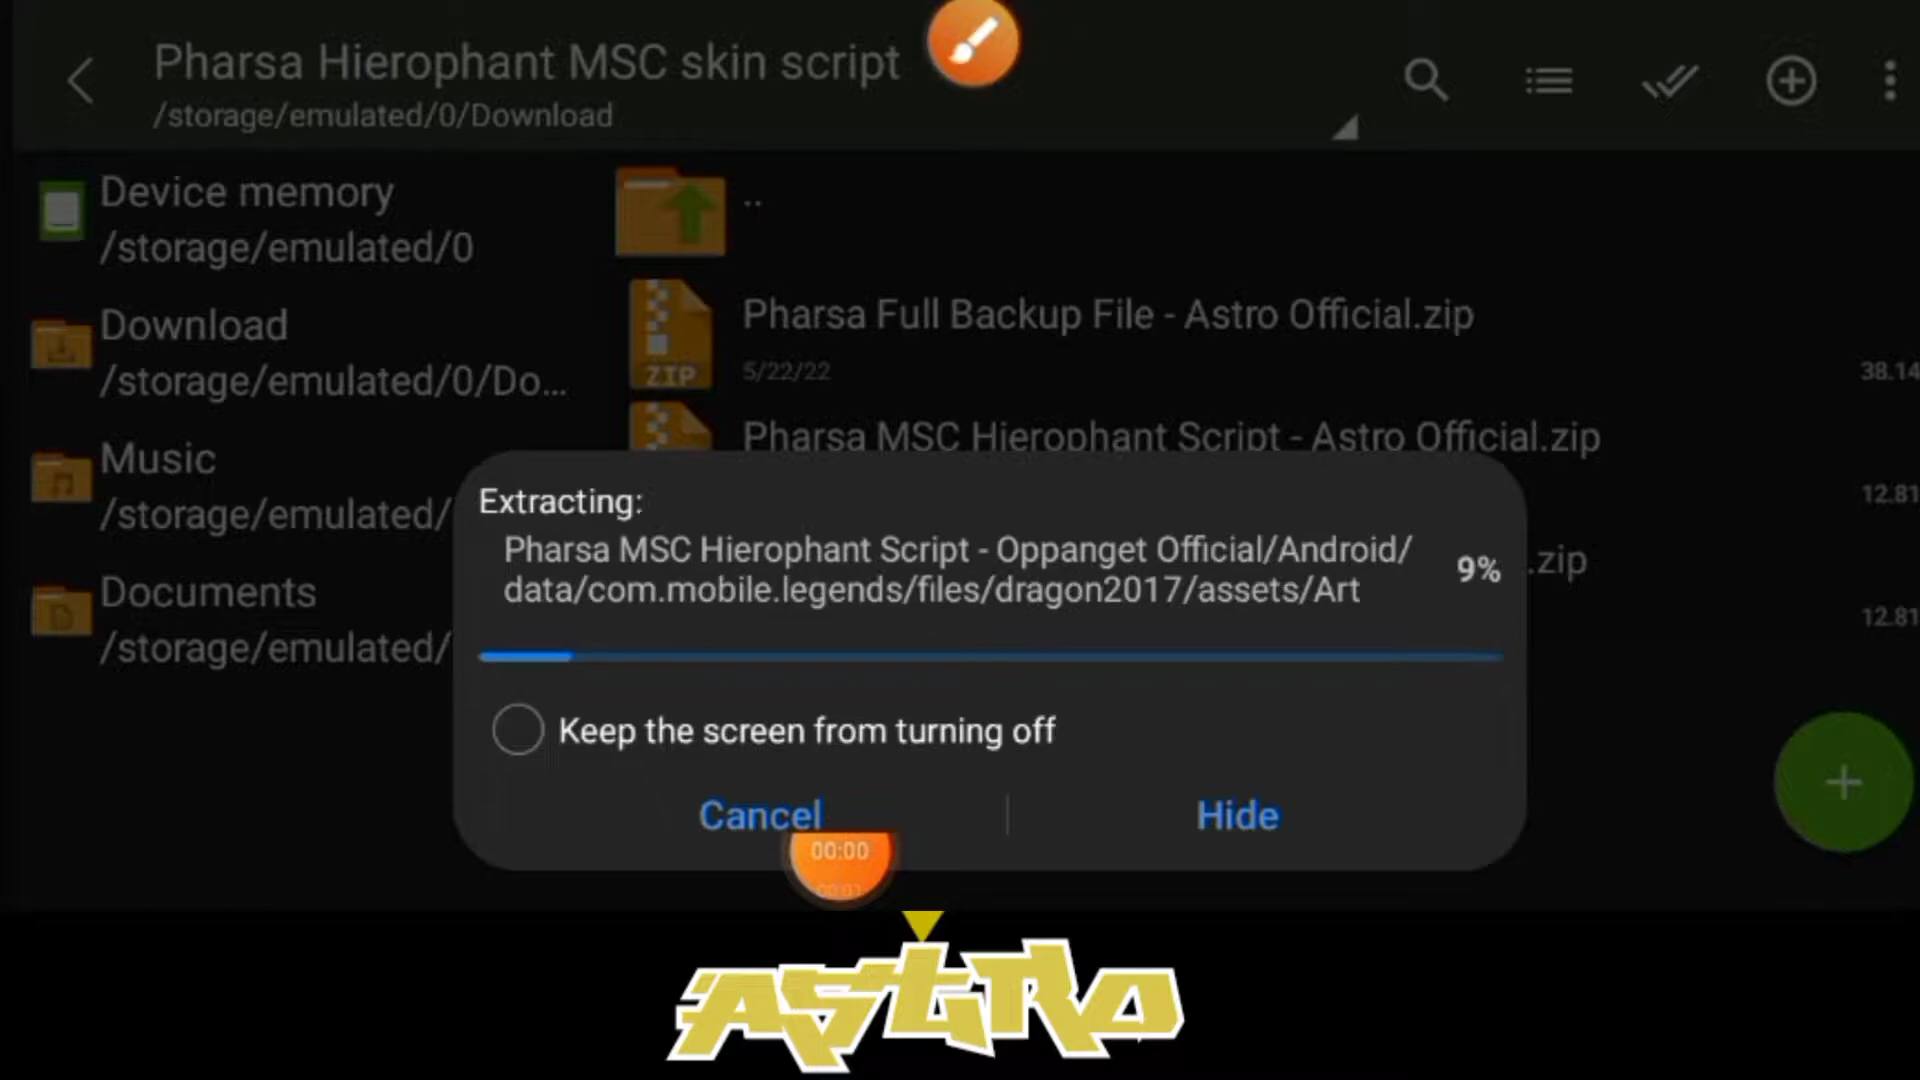 Pharsa Hierophant MSC skin script
/storage/emulated/0/Download
Device memory
/storage/emulated/0
Download
/storage/emulated/0/Do...
Music
/storage/emulated/
Documents
/storage/emulated/
..
Pharsa Full Backup File - Astro Official.zip
ZIP
5/22/22
38.14
Pharsa MSC Hierophant Script - Astro Official.zip
12.81
.zip
12.81
Extracting:
Pharsa MSC Hierophant Script - Oppanget Official/Android/
data/com.mobile.legends/files/dragon2017/assets/Art
9%
Keep the screen from turning off
Cancel
Hide
00:00
ASTRO